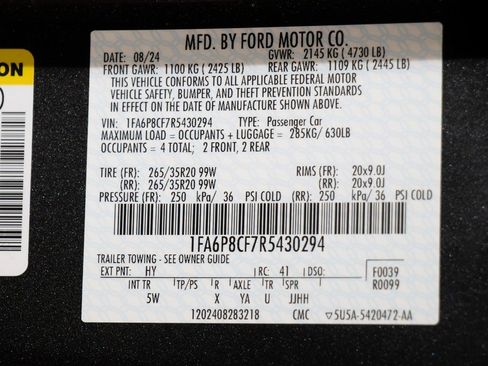 MFD. BY FORD MOTOR CO.
DATE: 08/24 GVWR: 2145 KG ( 4730 LB)
FRONT GAWR: 1100 KG ( 2425 LB) REAR GAWR: 1109 KG ( 2445 LB)
THIS VEHICLE CONFORMS TO ALL APPLICABLE FEDERAL MOTOR
VEHICLE SAFETY, BUMPER, AND THEFT PREVENTION STANDARDS
IN EFFECT ON THE DATE OF MANUFACTURE SHOWN ABOVE.
VIN: 1FA6P8CF7R5430294 TYPE: Passenger Car
MAXIMUM LOAD = OCCUPANTS + LUGGAGE = 285KG/ 630LB
OCCUPANTS = 4 TOTAL; 2 FRONT, 2 REAR
TIRE (FR): 265/35R20 99W RIMS (FR): 20x9.0J
(RR): 265/35R20 99W (RR): 20x9.0J
PRESSURE (FR): 250 kPa/ 36 PSI COLD (RR): 250 kPa/ 36 PSI COLD
1FA6P8CF7R5430294
TRAILER TOWING - SEE OWNER GUIDE
EXT PNT: HY RC: 41 DSO: F0039
R0099
INT TR TP/PS R AXLE TR SPR
5W X YA U JJHH
1202408283218 CMC ▽5U5A-5420472-AA